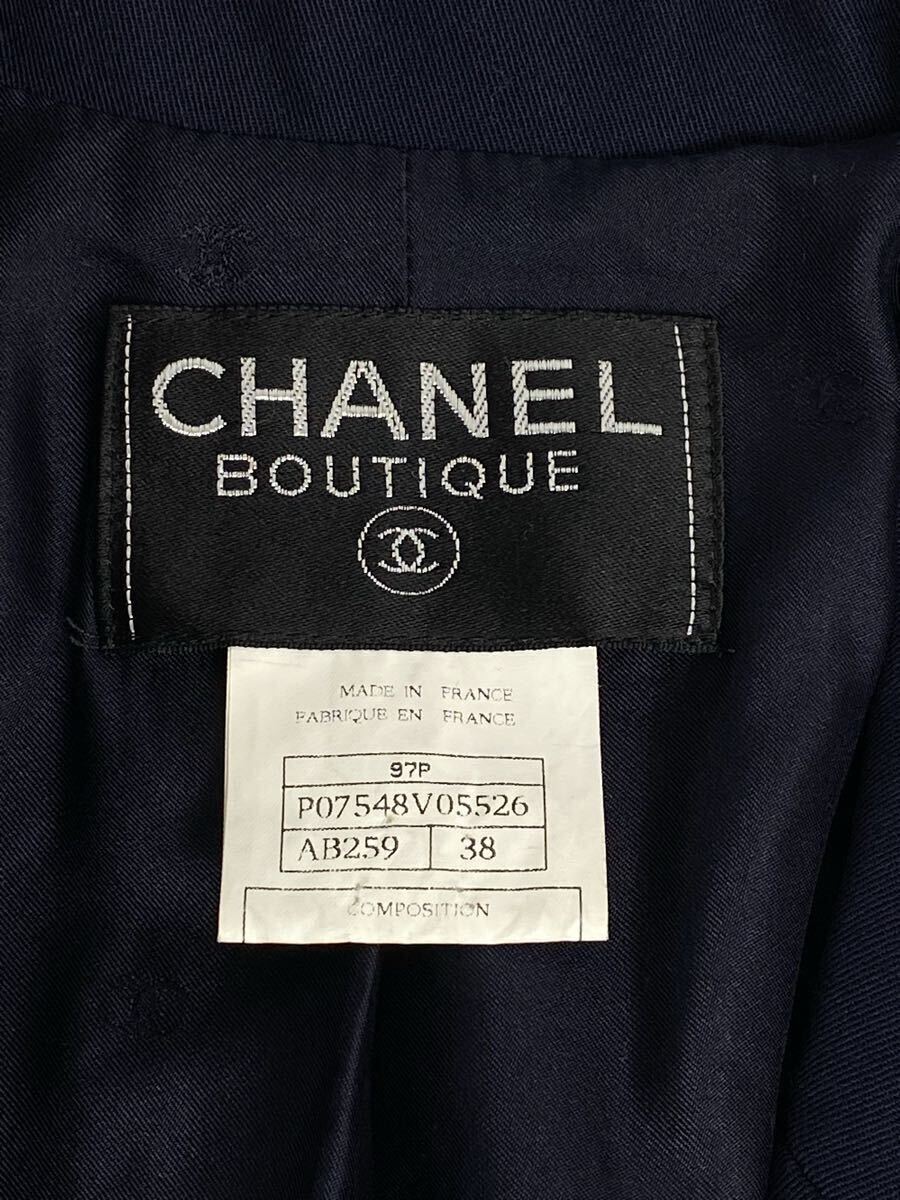 CHANEL
BOUTIQUE
MADE IN FRANCE
FABRIQUE EN FRANCE
97P
P07548V05526
AB259 38
COMPOSITION